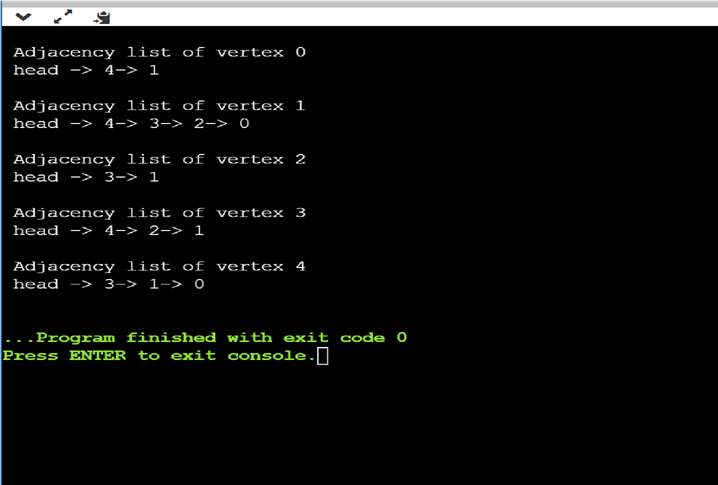 Adjacency list of vertex 0
head -> 4-> 1
Adjacency list of vertex 1
head -> 4-> 3-> 2-> 0
Adjacency list of vertex 2
head -> 3-> 1
Adjacency list of vertex 3
head -> 4-> 2-> 1
Adjacency list of vertex 4
head -> 3-> 1-> 0
...Program finished with exit code 0
Press ENTER to exit console.